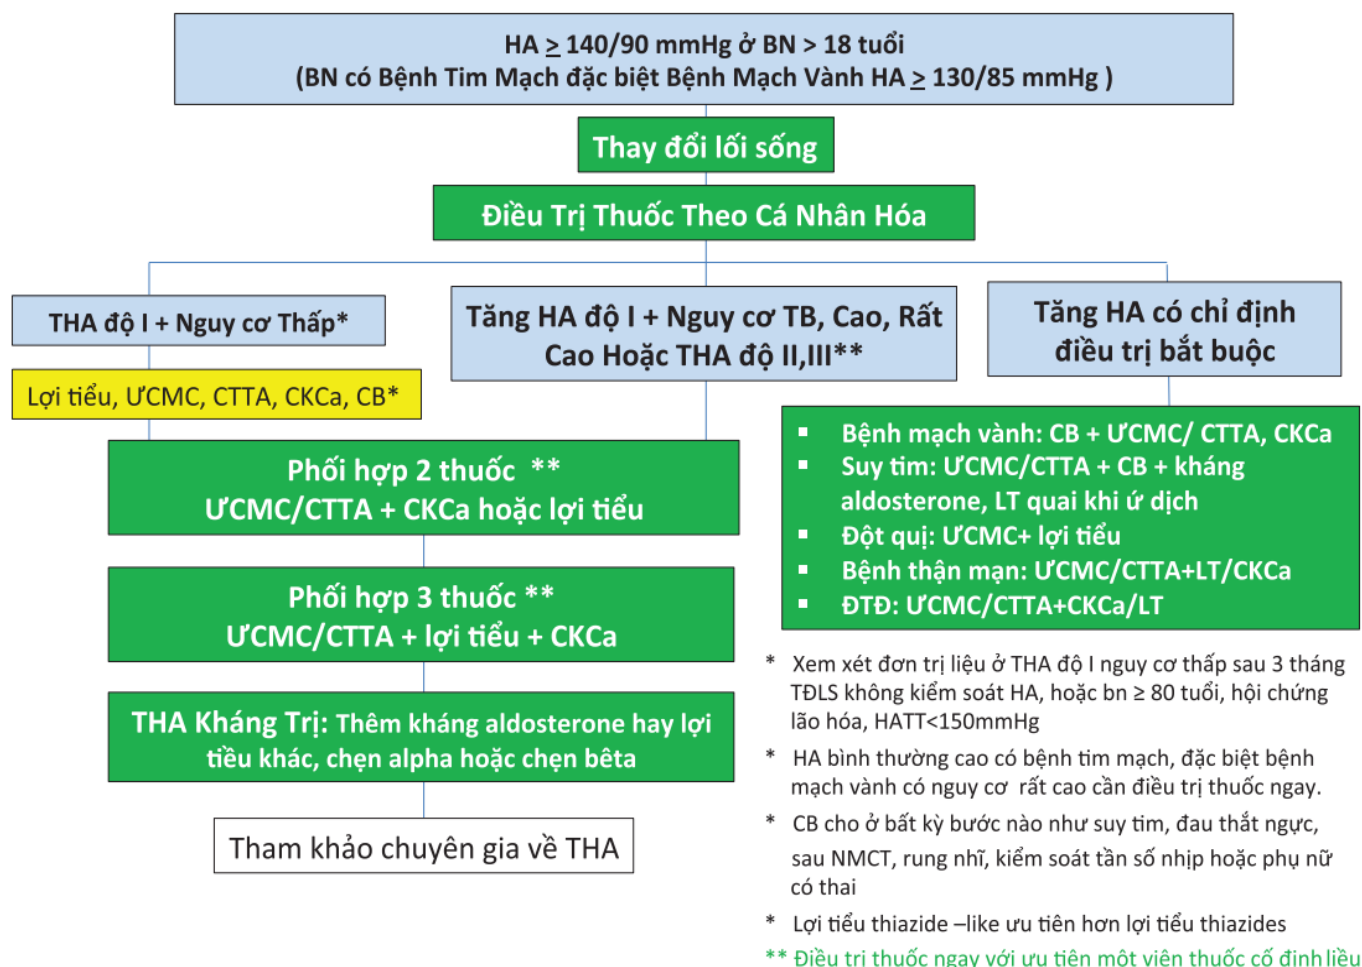 HA ≥ 140/90 mmHg ở BN > 18 tuổi
(BN có Bệnh Tim Mạch đặc biệt Bệnh Mạch Vành HA ≥ 130/85 mmHg )
Thay đổi lối sống
Điều Trị Thuốc Theo Cá Nhân Hóa
THA độ I + Nguy cơ Thấp*
Lợi tiểu, ƯCMC, CTTA, CKCa, CB*
Tăng HA độ I + Nguy cơ TB, Cao, Rất
Cao Hoặc THA độ II,III**
Tăng HA có chỉ định
điều trị bắt buộc
Phối hợp 2 thuốc **
ƯCMC/CTTA + CKCa hoặc lợi tiểu
Phối hợp 3 thuốc **
ƯCMC/CTTA + lợi tiểu + CKCa
THA Kháng Trị: Thêm kháng aldosterone hay lợi
tiều khác, chẹn alpha hoặc chẹn bêta
Tham khảo chuyên gia về THA
▪ Bệnh mạch vành: CB + ƯCMC/ CTTA, CKCa
▪ Suy tim: ƯCMC/CTTA + CB + kháng
aldosterone, LT quai khi ứ dịch
▪ Đột quị: ƯCMC+ lợi tiểu
▪ Bệnh thận mạn: ƯCMC/CTTA+LT/CKCa
▪ ĐTĐ: ƯCMC/CTTA+CKCa/LT
* Xem xét đơn trị liệu ở THA độ I nguy cơ thấp sau 3 tháng
TĐLS không kiểm soát HA, hoặc bn ≥ 80 tuổi, hội chứng
lão hóa, HATT<150mmHg
* HA bình thường cao có bệnh tim mạch, đặc biệt bệnh
mạch vành có nguy cơ rất cao cần điều trị thuốc ngay.
* CB cho ở bất kỳ bước nào như suy tim, đau thắt ngực,
sau NMCT, rung nhĩ, kiểm soát tần số nhịp hoặc phụ nữ
có thai
* Lợi tiểu thiazide –like ưu tiên hơn lợi tiểu thiazides
** Điều trị thuốc ngay với ưu tiên một viên thuốc cố định liều